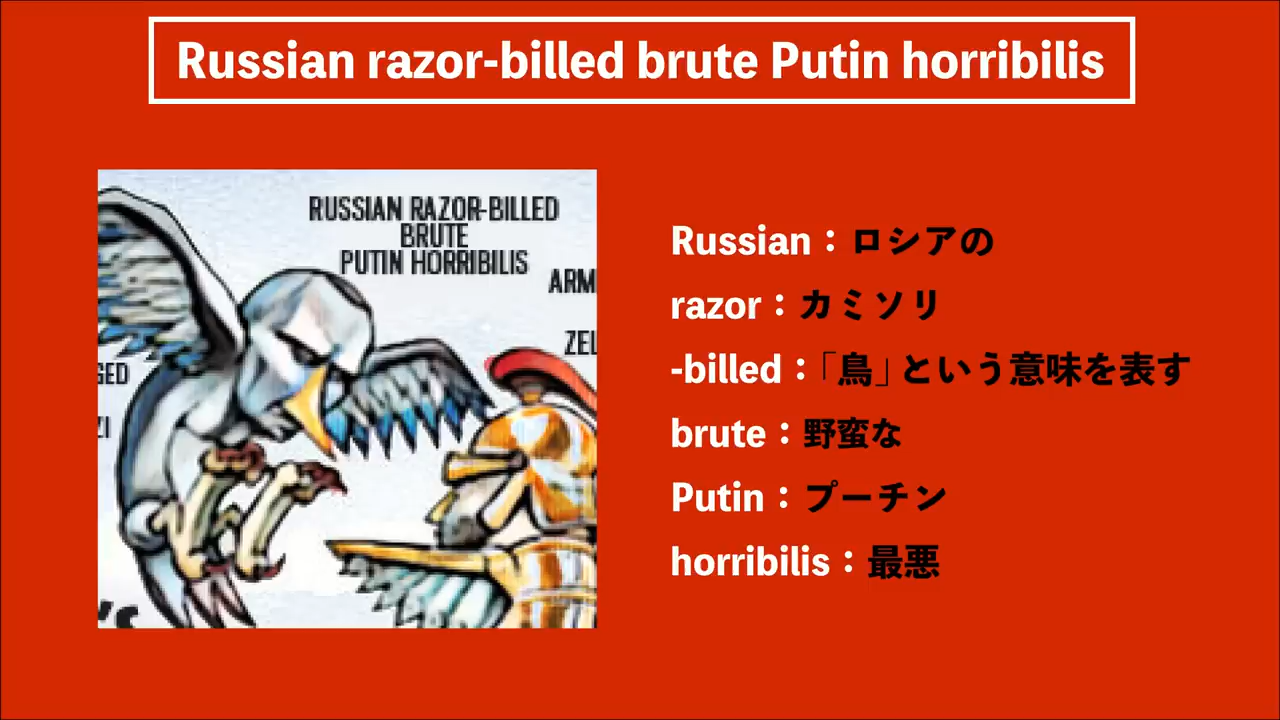 Russian razor-billed brute Putin horribilis
RUSSIAN RAZOR-BILLED
BRUTE
PUTIN HORRIBILIS
ARM
ZEL
GED
ZI
's
Russian：ロシアの
razor：カミソリ
-billed：「鳥」という意味を表す
brute：野蛮な
Putin：プーチン
horribilis：最悪